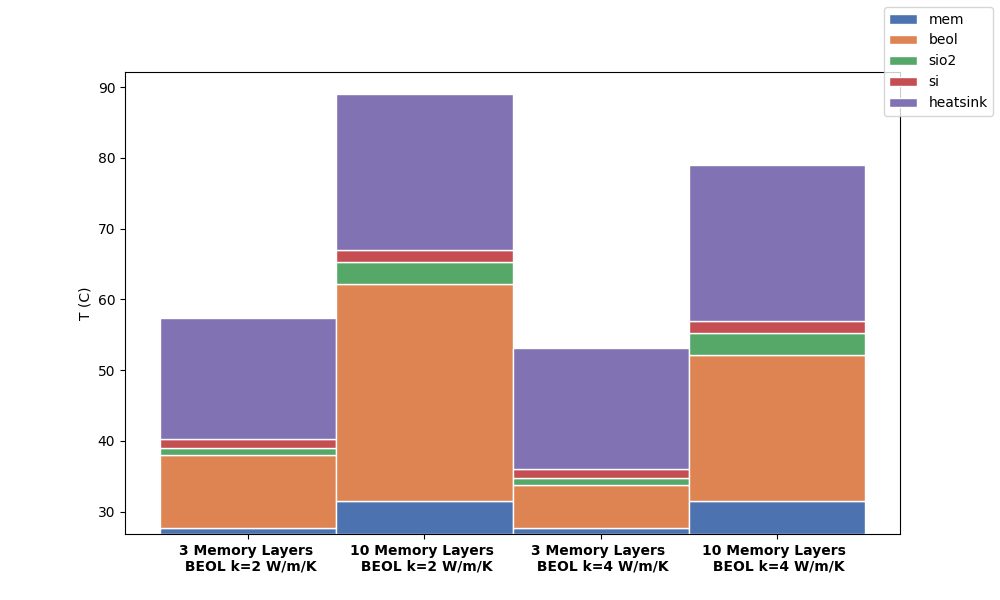 mem
beol
sio2
si
heatsink
90
80
70
60
50
40
30
T (C)
3 Memory Layers
BEOL k=2 W/m/K
10 Memory Layers
BEOL k=2 W/m/K
3 Memory Layers
BEOL k=4 W/m/K
10 Memory Layers
BEOL k=4 W/m/K